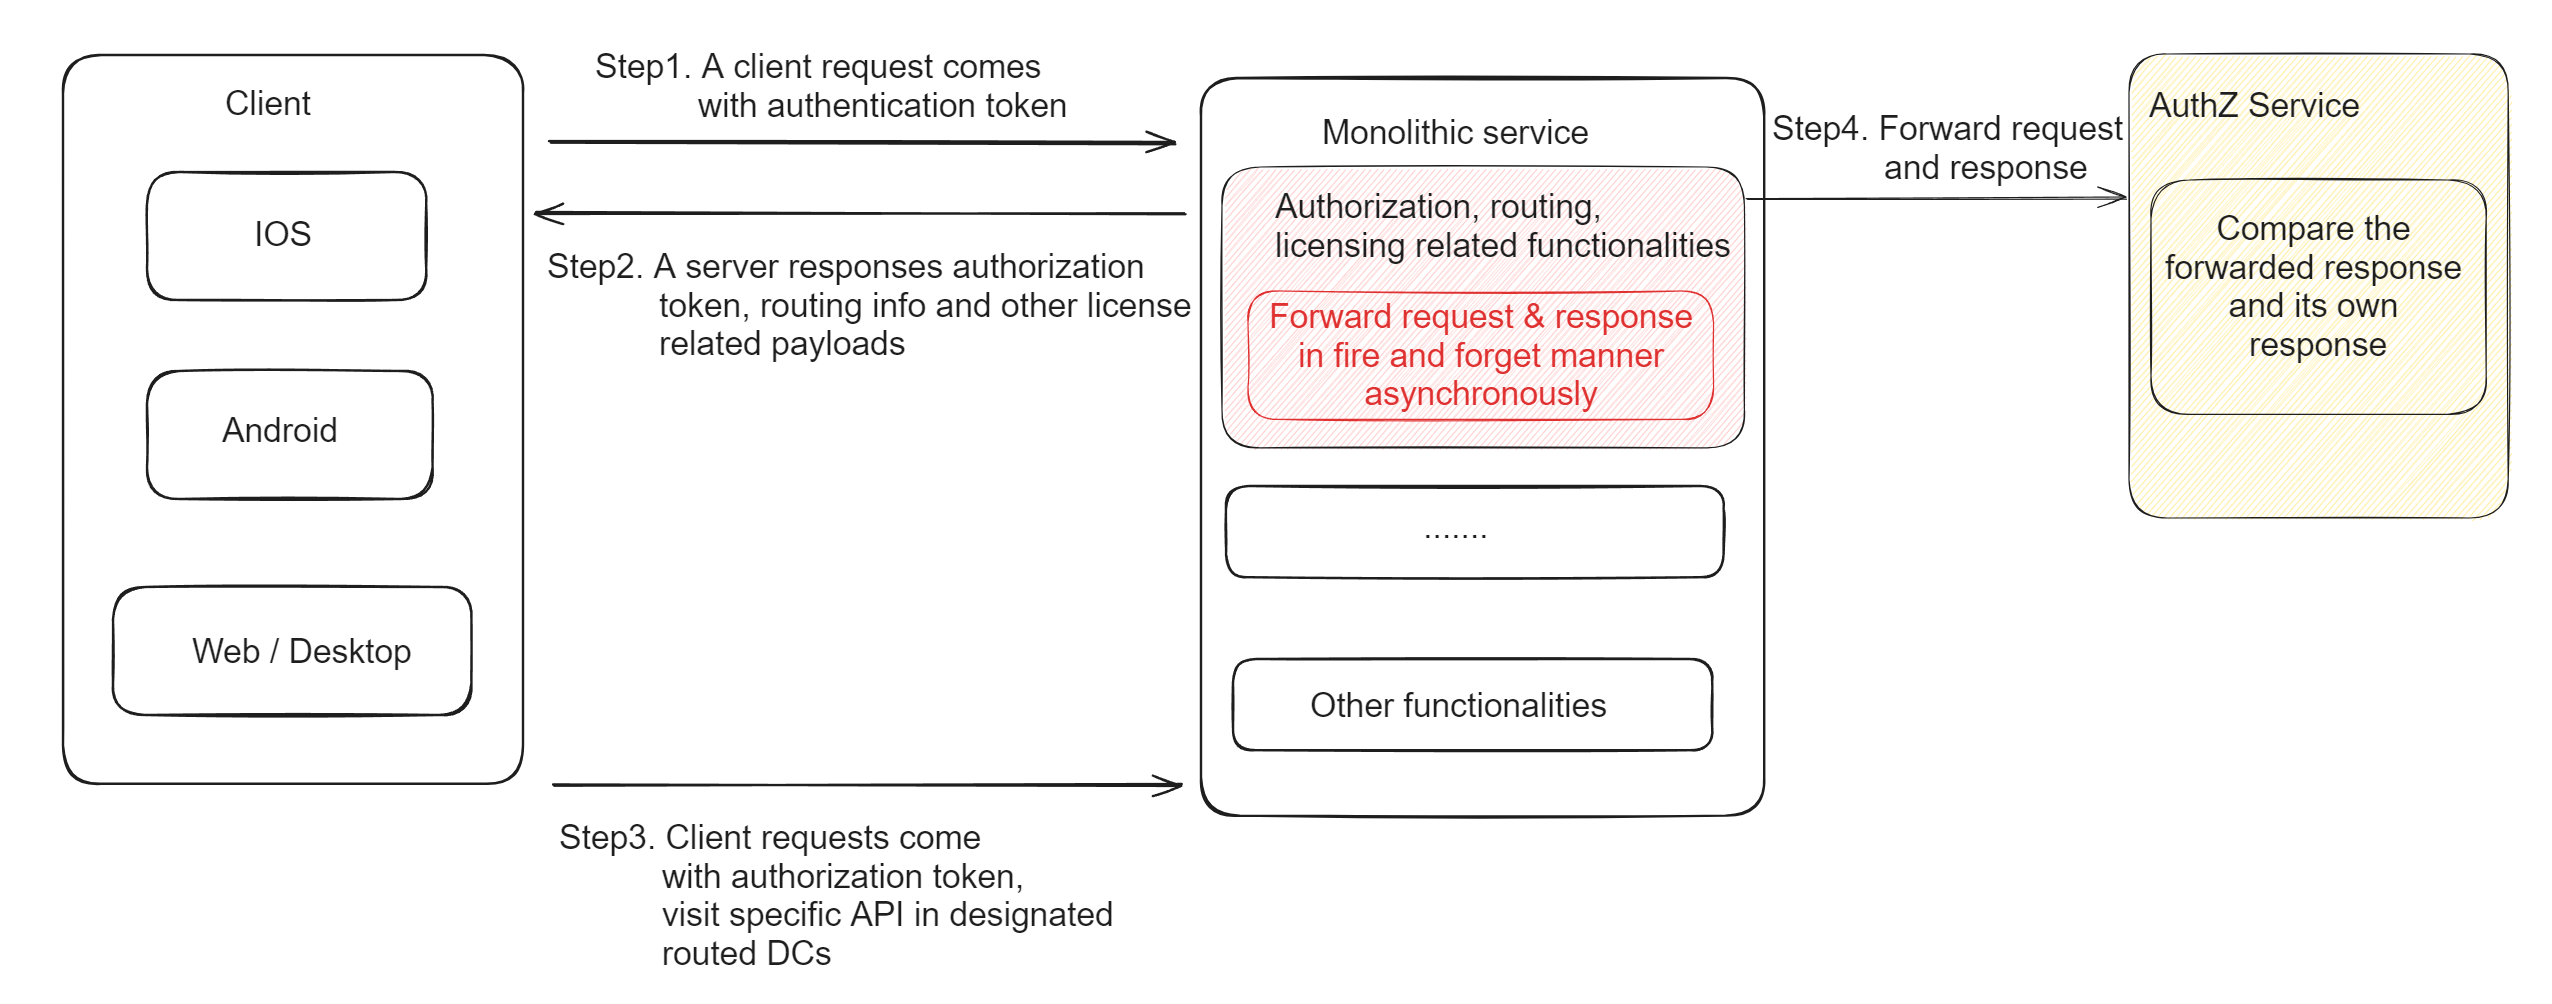 Client
IOS
Android
Web / Desktop
Step1. A client request comes
with authentication token
Step2. A server responses authorization
token, routing info and other license
related payloads
Step3. Client requests come
with authorization token,
visit specific API in designated
routed DCs
Monolithic service
Authorization, routing,
licensing related functionalities
Forward request & response
in fire and forget manner
asynchronously
.......
Other functionalities
Step4. Forward request
and response
AuthZ Service
Compare the
forwarded response
and its own
response